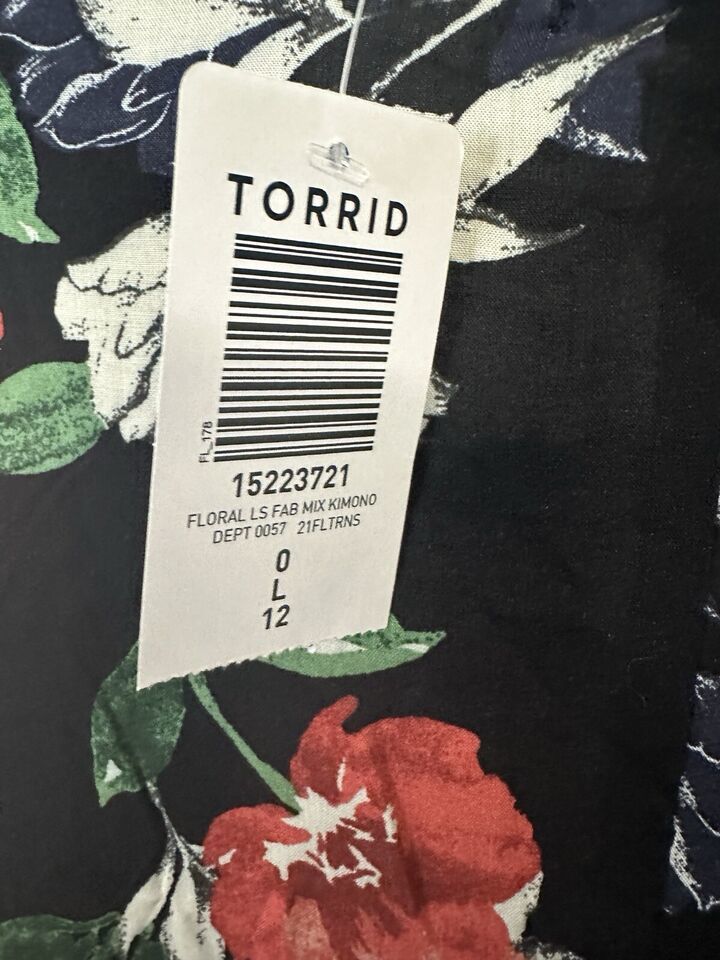 TORRID
FL_178
15223721
FLORAL LS FAB MIX KIMONO
DEPT 0057 21FLTRNS
0
L
12